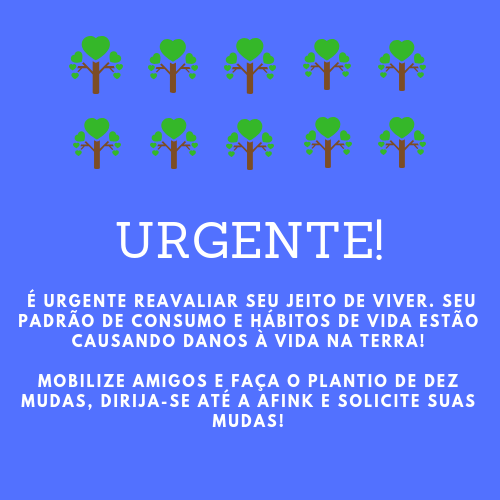 URGENTE!
É URGENTE REAVALIAR SEU JEITO DE VIVER. SEU
PADRÃO DE CONSUMO E HÁBITOS DE VIDA ESTÃO
CAUSANDO DANOS À VIDA NA TERRA!
MOBILIZE AMIGOS E FAÇA O PLANTIO DE DEZ
MUDAS, DIRIJA-SE ATÉ A AFINK E SOLICITE SUAS
MUDAS!